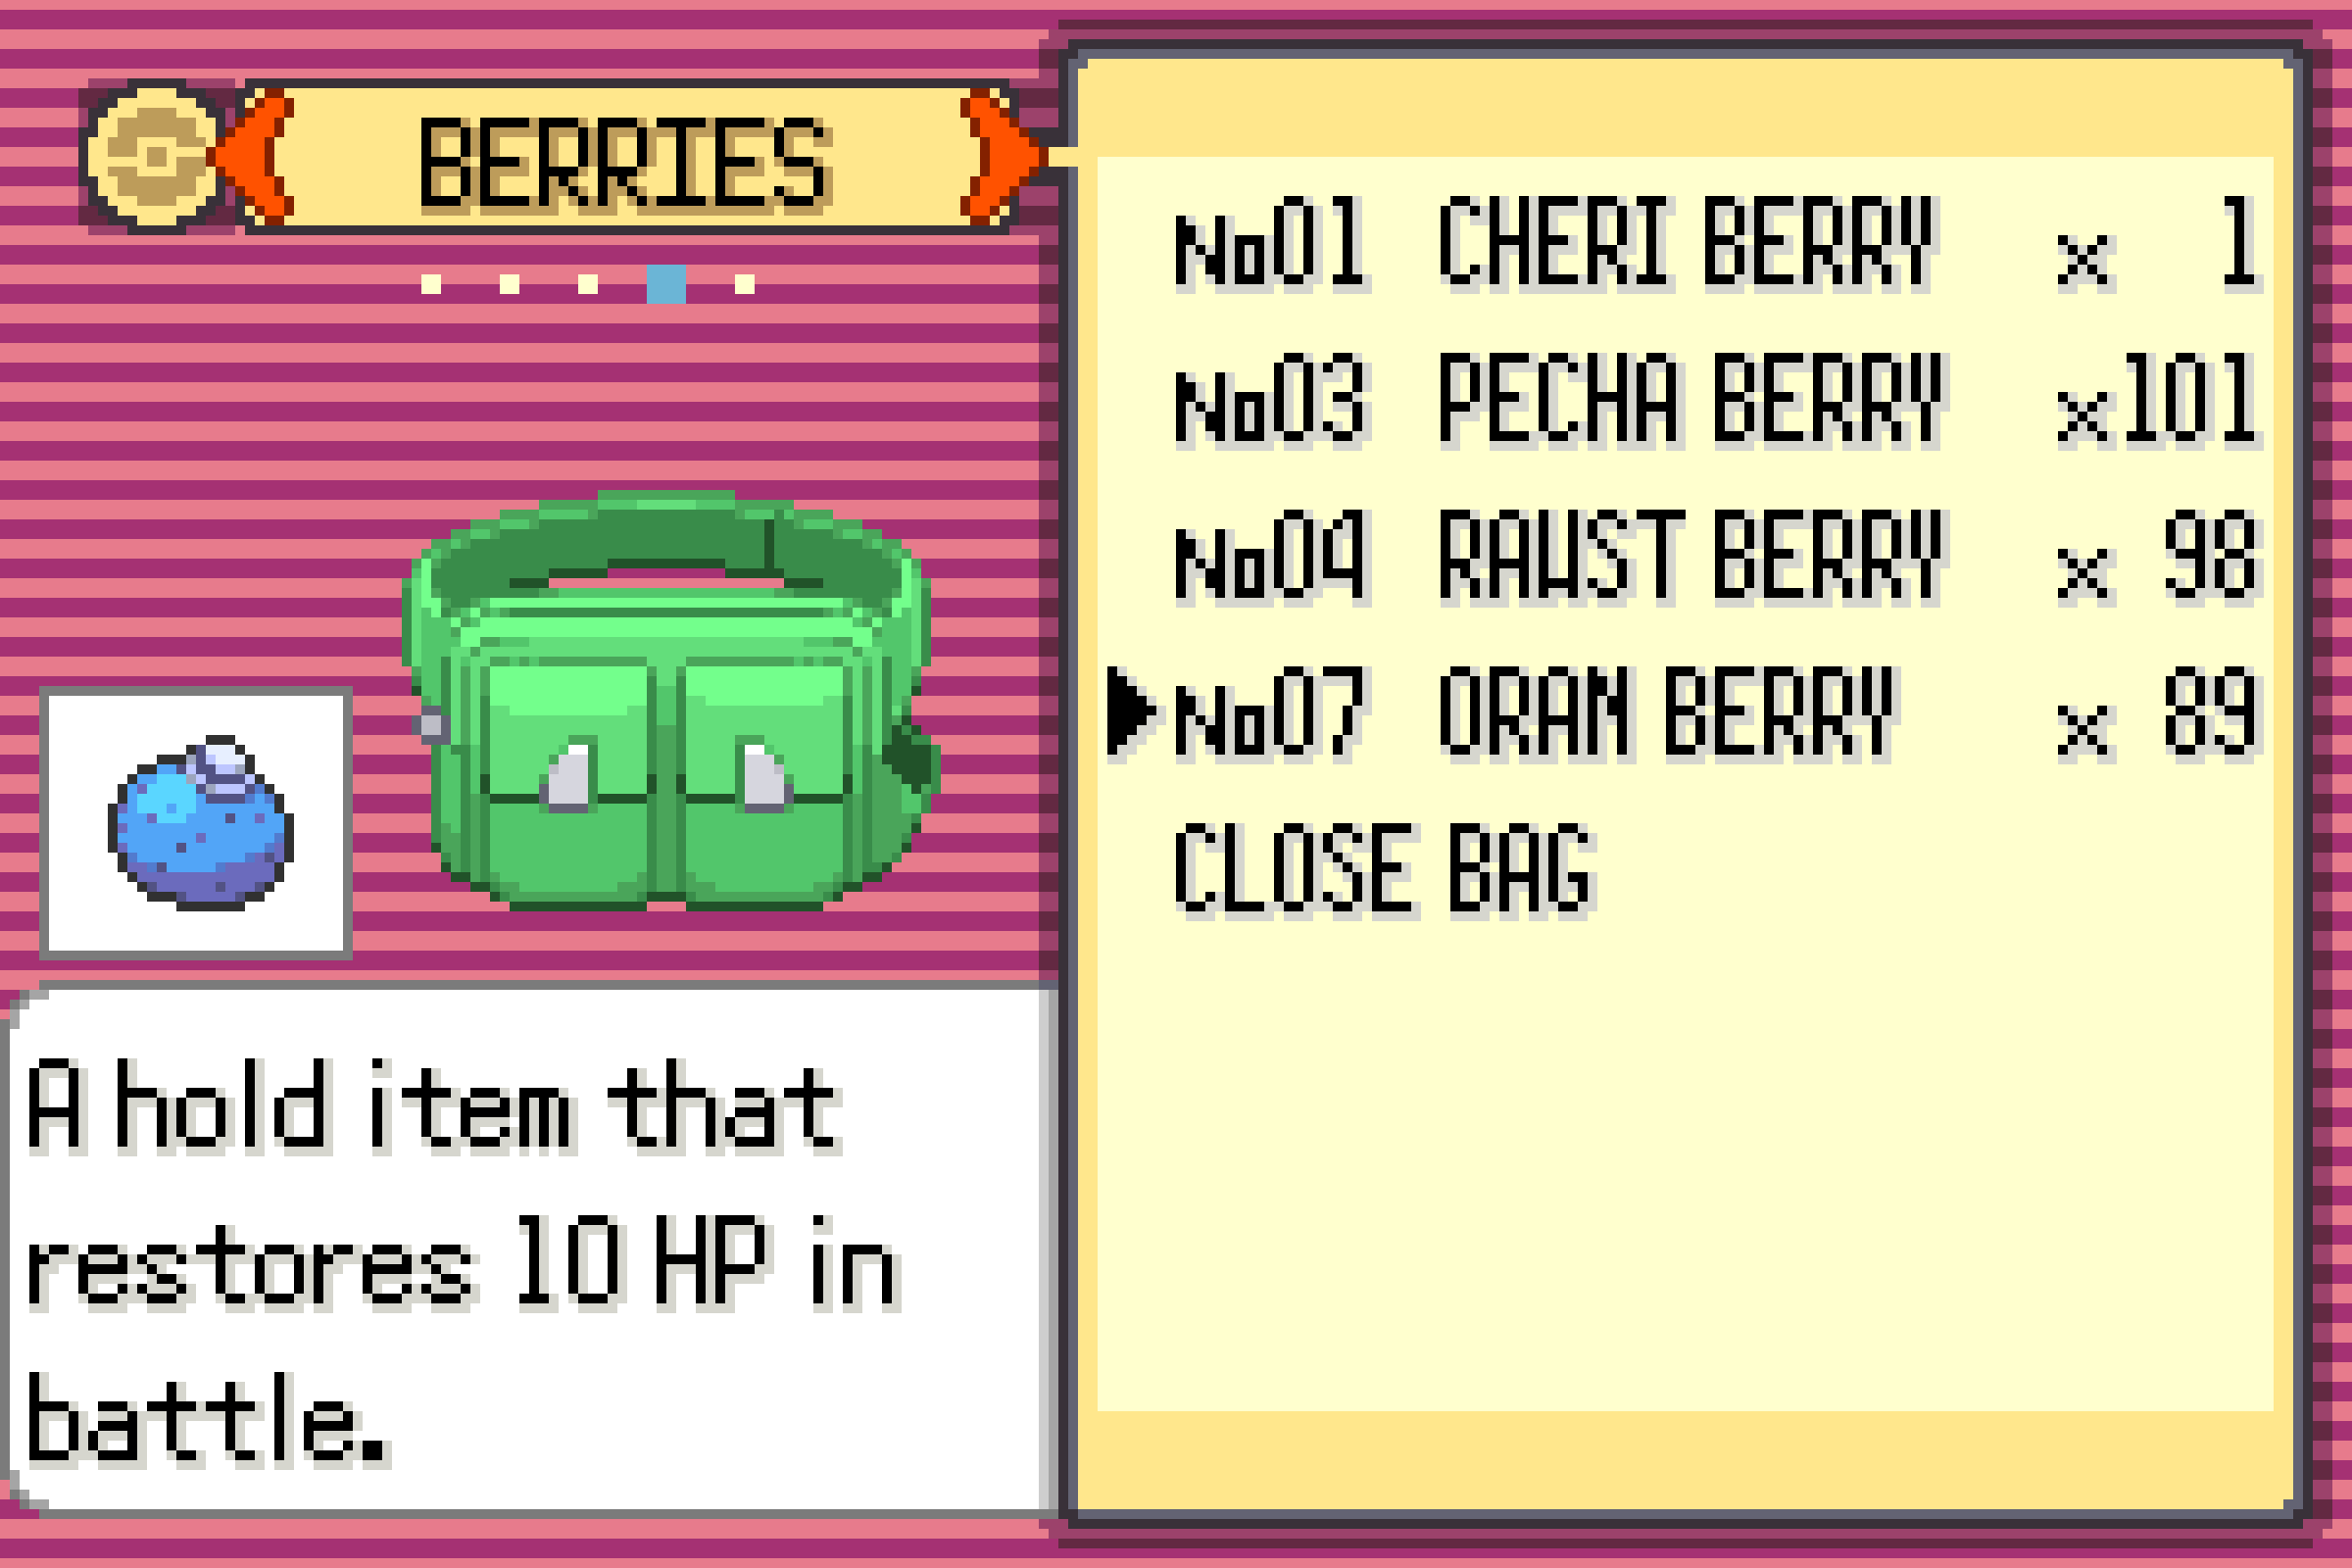 BERRIES
No01 CHERI BERRY x 1
No03 PECHA BERRY x101
No04 RAWST BERRY x 98
No07 ORAN BERRY x 89
CLOSE BAG
A hold item that
restores 10 HP in
battle.